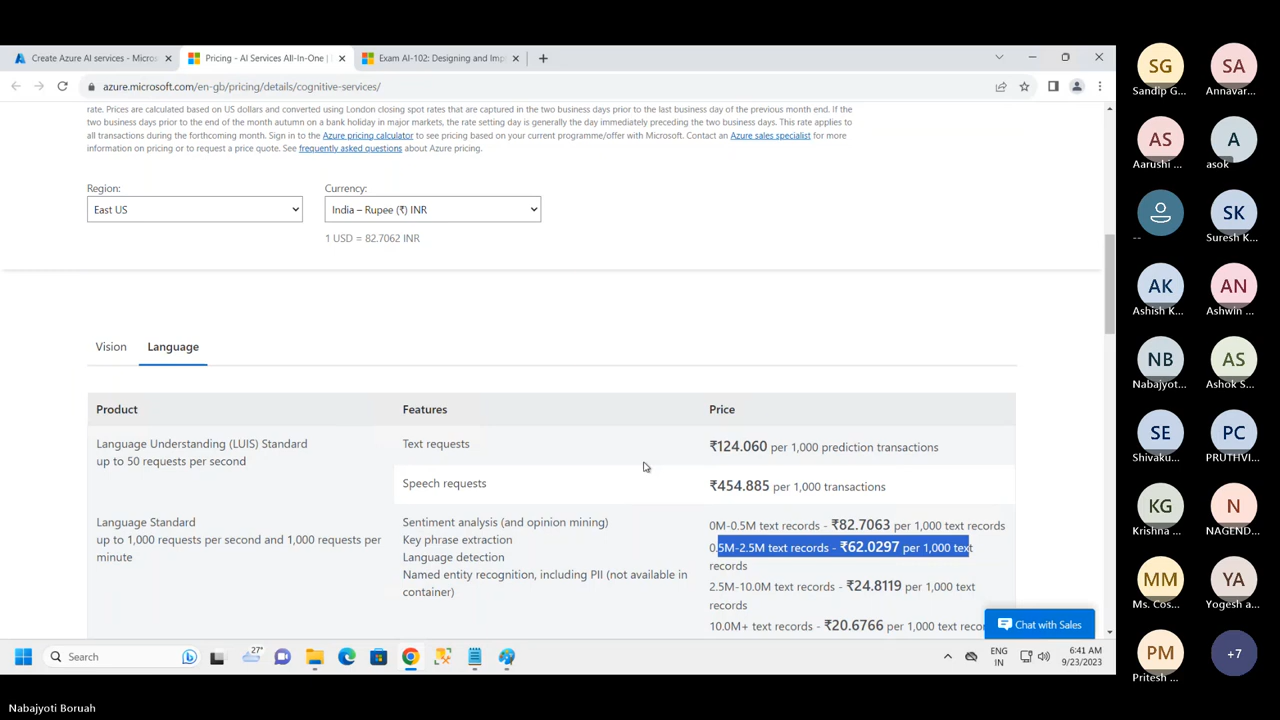 Create Azure AI services - Micros
Pricing - AI Services All-In-One |
Exam AI-102: Designing and Imp
azure.microsoft.com/en-gb/pricing/details/cognitive-services/
rate. Prices are calculated based on US dollars and converted using London closing spot rates that are captured in the two business days prior to the last business day of the previous month end. If the
two business days prior to the end of the month autumn on a bank holiday in major markets, the rate setting day is generally the day immediately preceding the two business days. This rate applies to
all transactions during the forthcoming month. Sign in to the Azure pricing calculator to see pricing based on your current programme/offer with Microsoft. Contact an Azure sales specialist for more
information on pricing or to request a price quote. See frequently asked questions about Azure pricing.
Region:
Currency:
East US
India – Rupee (₹) INR
1 USD = 82.7062 INR
Vision
Language
Product
Features
Price
Language Understanding (LUIS) Standard
up to 50 requests per second
Text requests
₹124.060 per 1,000 prediction transactions
Speech requests
₹454.885 per 1,000 transactions
Language Standard
up to 1,000 requests per second and 1,000 requests per
minute
Sentiment analysis (and opinion mining)
Key phrase extraction
Language detection
Named entity recognition, including PII (not available in
container)
0M-0.5M text records - ₹82.7063 per 1,000 text records
0.5M-2.5M text records - ₹62.0297 per 1,000 text
records
2.5M-10.0M text records - ₹24.8119 per 1,000 text
records
10.0M+ text records - ₹20.6766 per 1,000 text rec
Chat with Sales
Search
27°
ENG
IN
6:41 AM
9/23/2023
SG
Sandip G...
SA
Annavar...
AS
Aarushi ...
A
asok
--
SK
Suresh K...
AK
Ashish K...
AN
Ashwin ...
NB
Nabajyot...
AS
Ashok S...
SE
Shivaku...
PC
PRUTHVI...
KG
Krishna ...
N
NAGEND...
MM
Ms. Cos...
YA
Yogesh a...
PM
Pritesh ...
+7
Nabajyoti Boruah